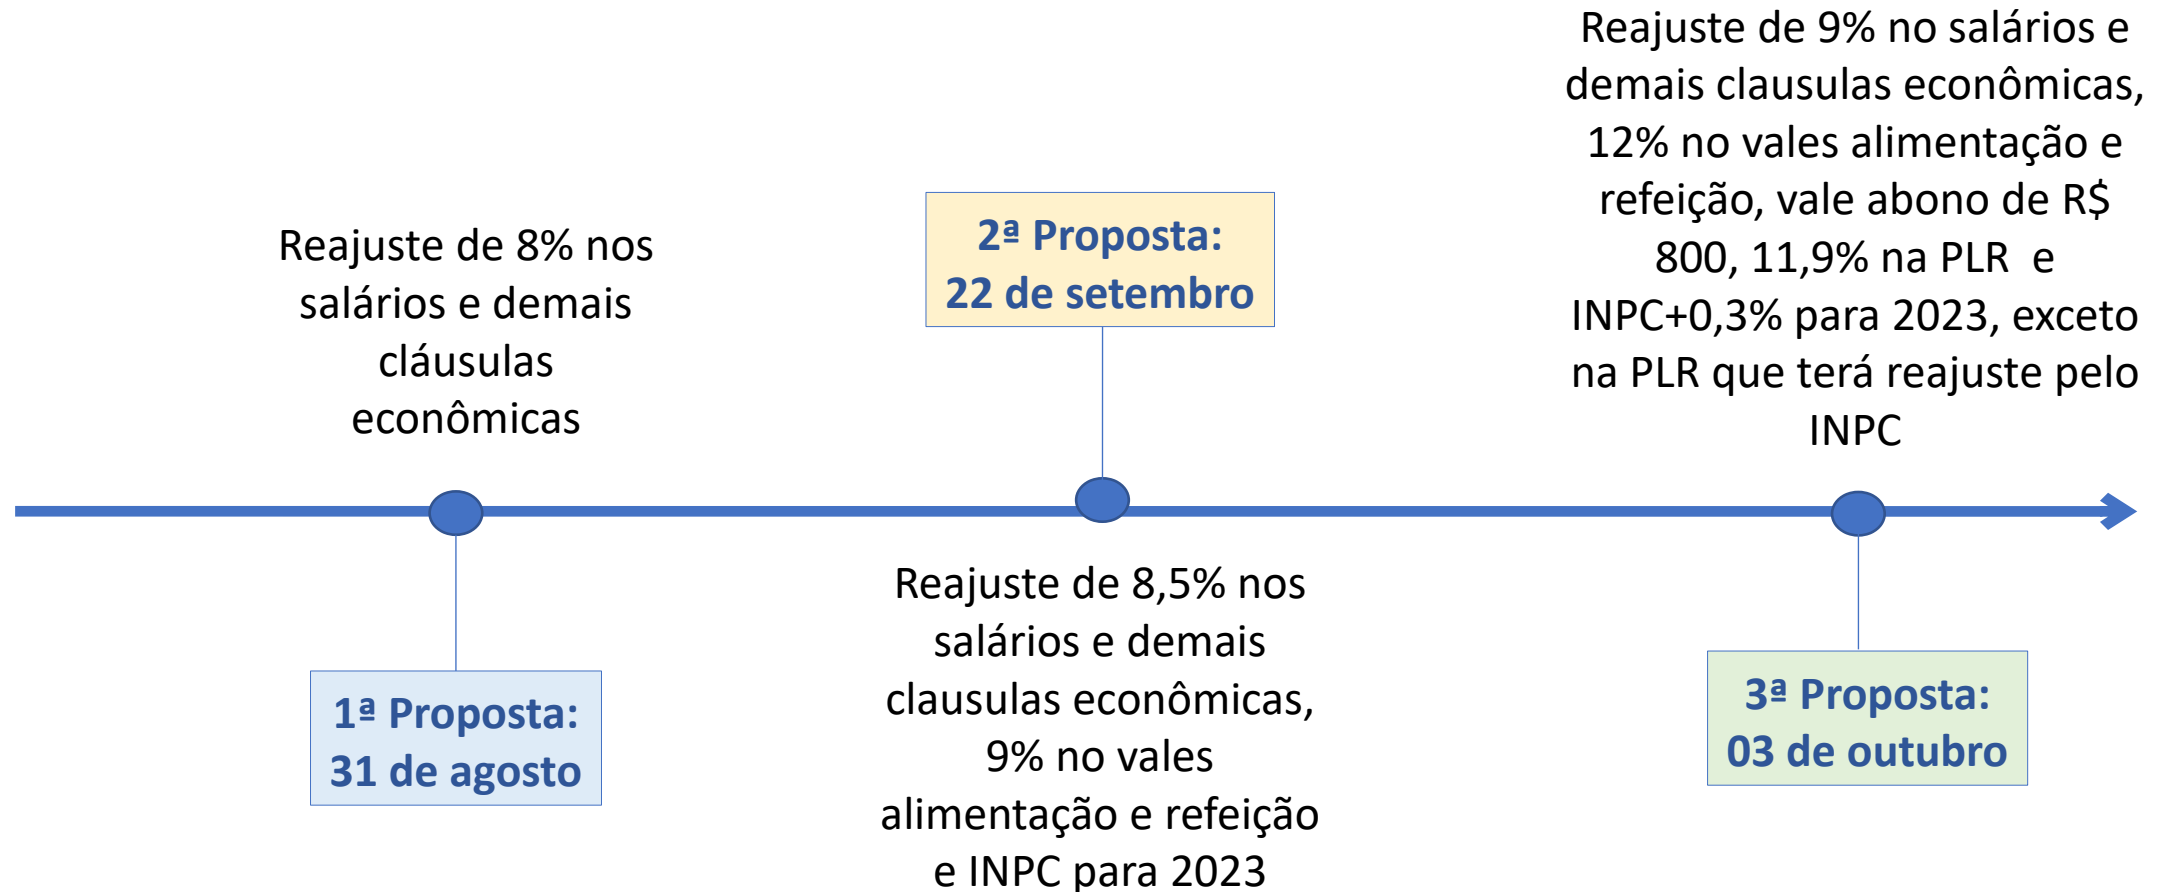 Reajuste de 8% nos
salários e demais
cláusulas
econômicas
1ª Proposta:
31 de agosto
2ª Proposta:
22 de setembro
Reajuste de 8,5% nos
salários e demais
clausulas econômicas,
9% no vales
alimentação e refeição
e INPC para 2023
Reajuste de 9% no salários e
demais clausulas econômicas,
12% no vales alimentação e
refeição, vale abono de R$
800, 11,9% na PLR  e
INPC+0,3% para 2023, exceto
na PLR que terá reajuste pelo
INPC
3ª Proposta:
03 de outubro